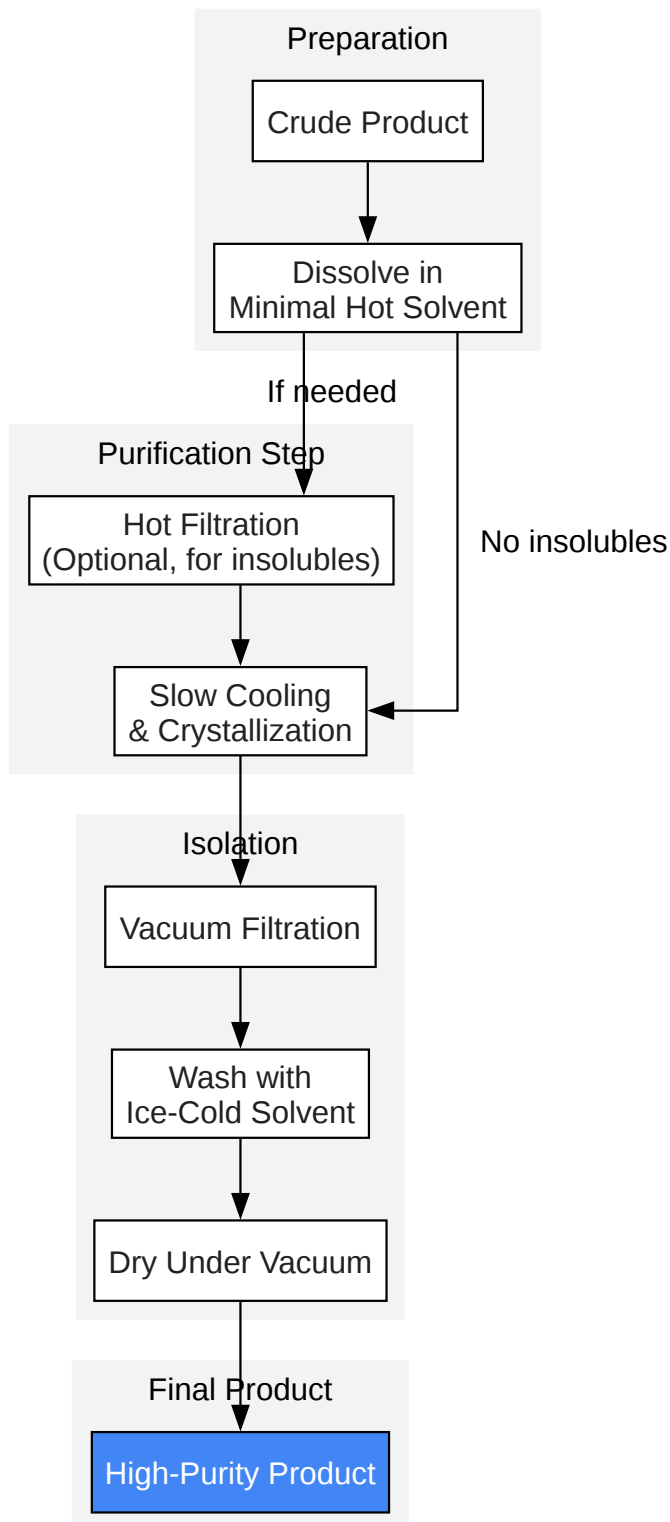 Preparation
Crude Product
Dissolve in
Minimal Hot Solvent
If needed
Purification Step
Hot Filtration
(Optional, for insolubles)
No insolubles
Slow Cooling
& Crystallization
Isolation
Vacuum Filtration
Wash with
Ice-Cold Solvent
Dry Under Vacuum
Final Product
High-Purity Product